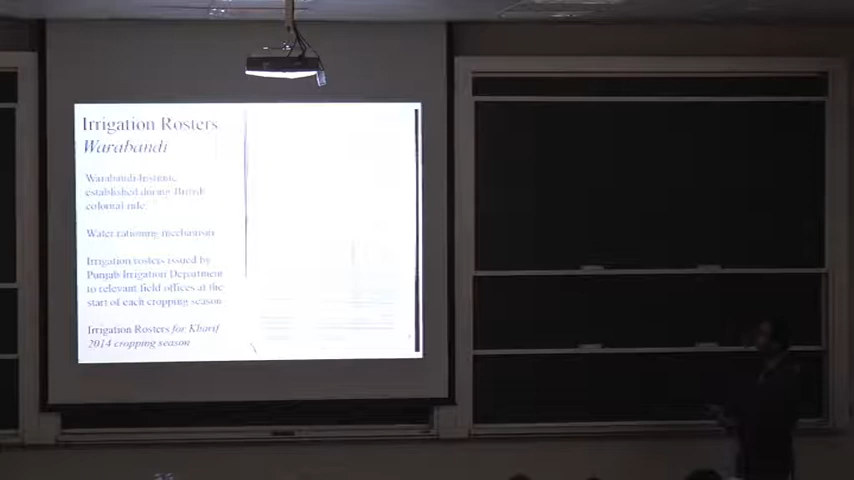 Irrigation Rosters
Warabandi
Warabandi
established during British
colonial rule.
Water rationing mechanism
Irrigation rosters issued by
Punjab Irrigation Department
to relevant field offices at the
start of each cropping season
Irrigation Rosters for Kharif
2014 cropping season